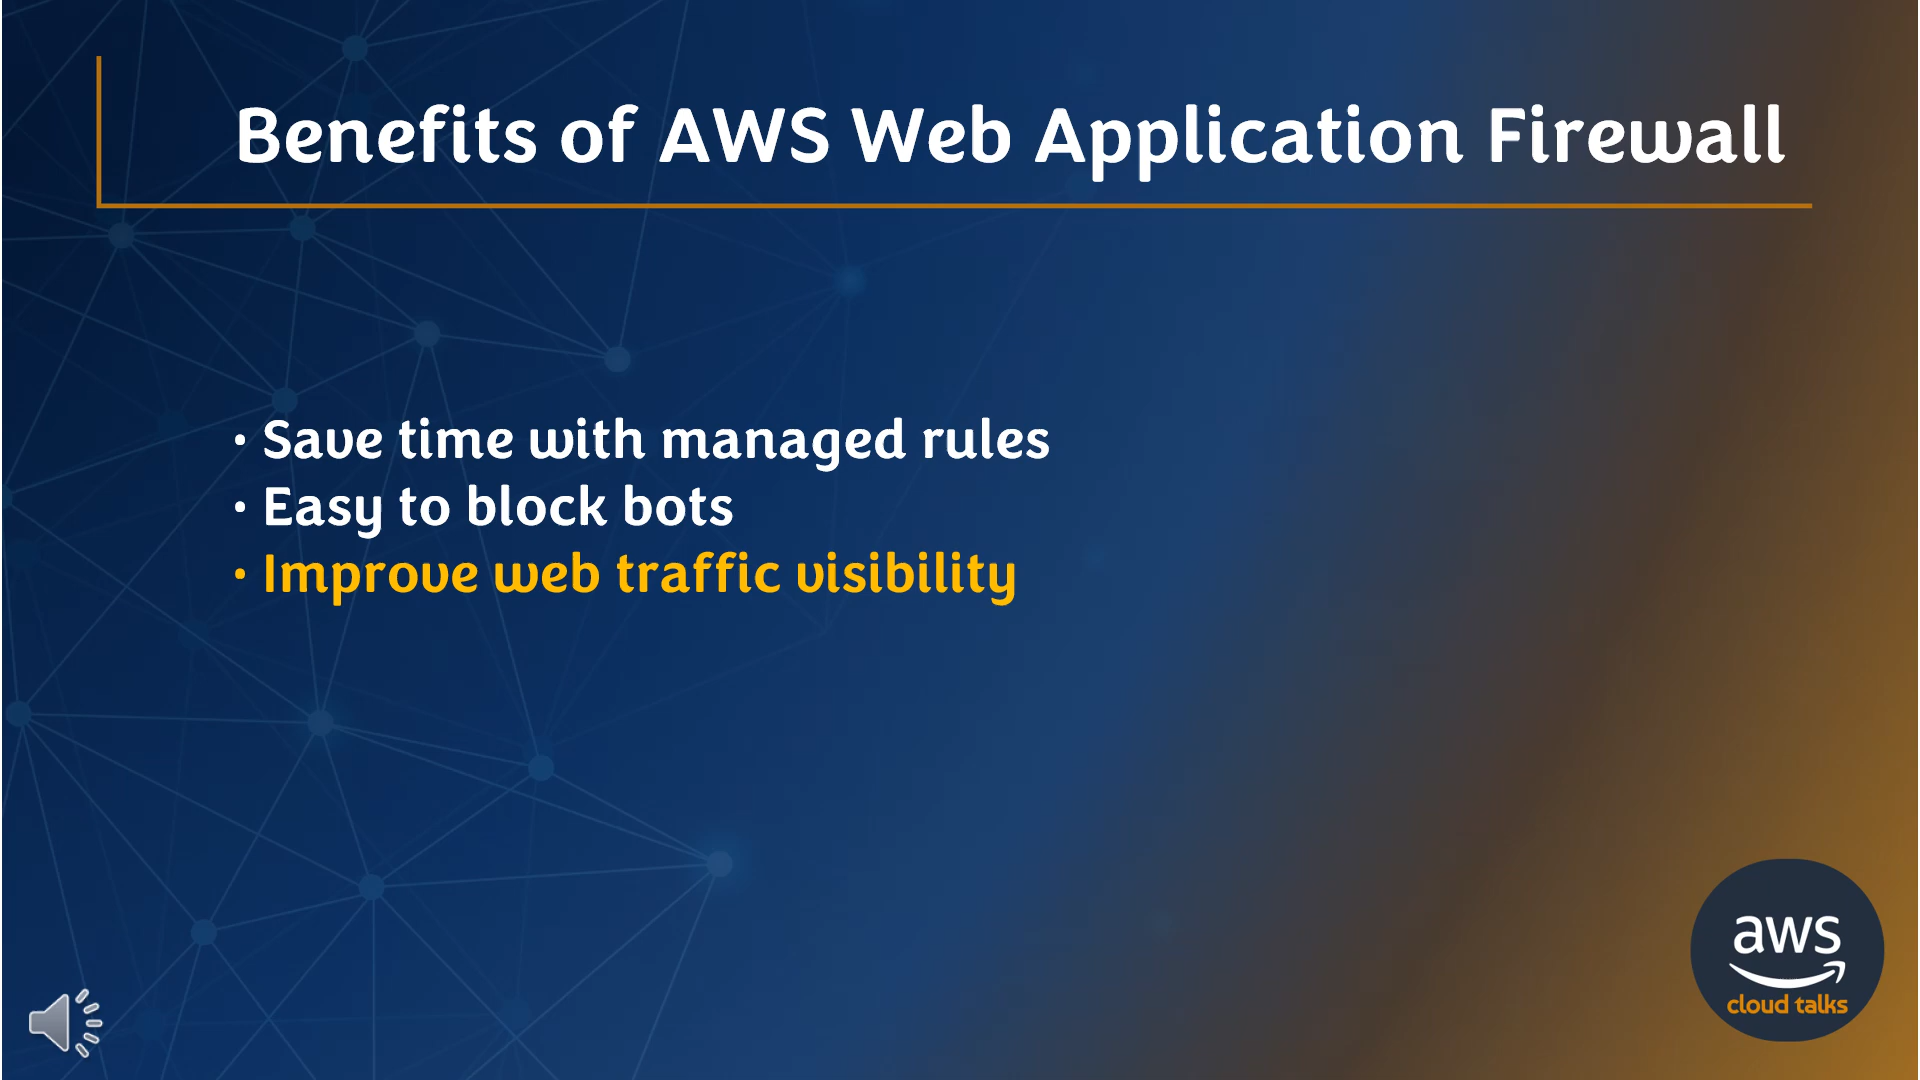 Benefits of AWS Web Application Firewall
• Save time with managed rules
• Easy to block bots
• Improve web traffic visibility
aws
cloud talks